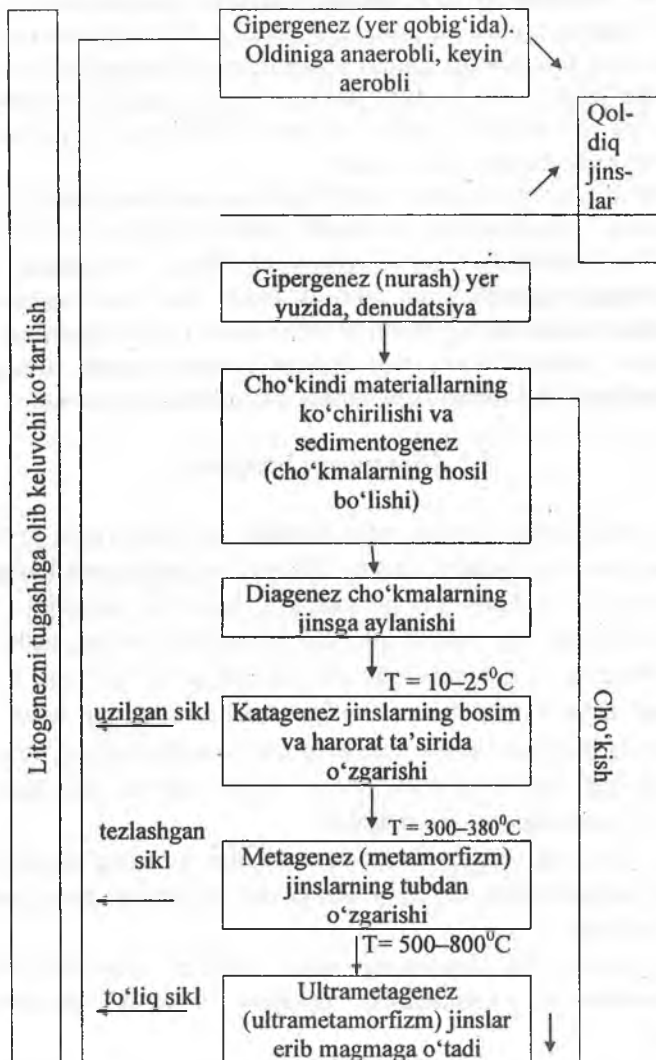 Gipergenez (yer qobig‘ida).
Oldiniga anaerobli, keyin
aerobli
Qol-
diq
jins-
lar
Gipergenez (nurash) yer
yuzida, denudatsiya
Cho‘kindi materiallarning
ko‘chirilishi va
sedimentogenez
(cho‘kmalarning hosil
bo‘lishi)
Diagenez cho‘kmalarning
jinsga aylanishi
T = 10–25⁰C
uzilgan sikl
Katagenez jinslarning bosim
va harorat ta’sirida
o‘zgarishi
T = 300–380⁰C
tezlashgan
sikl
Metagenez (metamorfizm)
jinslarning tubdan
o‘zgarishi
T= 500–800⁰C
to‘liq sikl
Ultrametagenez
(ultrametamorfizm) jinslar
erib magmaga o‘tadi
Litogenezni tugashiga olib keluvchi ko‘tarilish
Cho‘kish